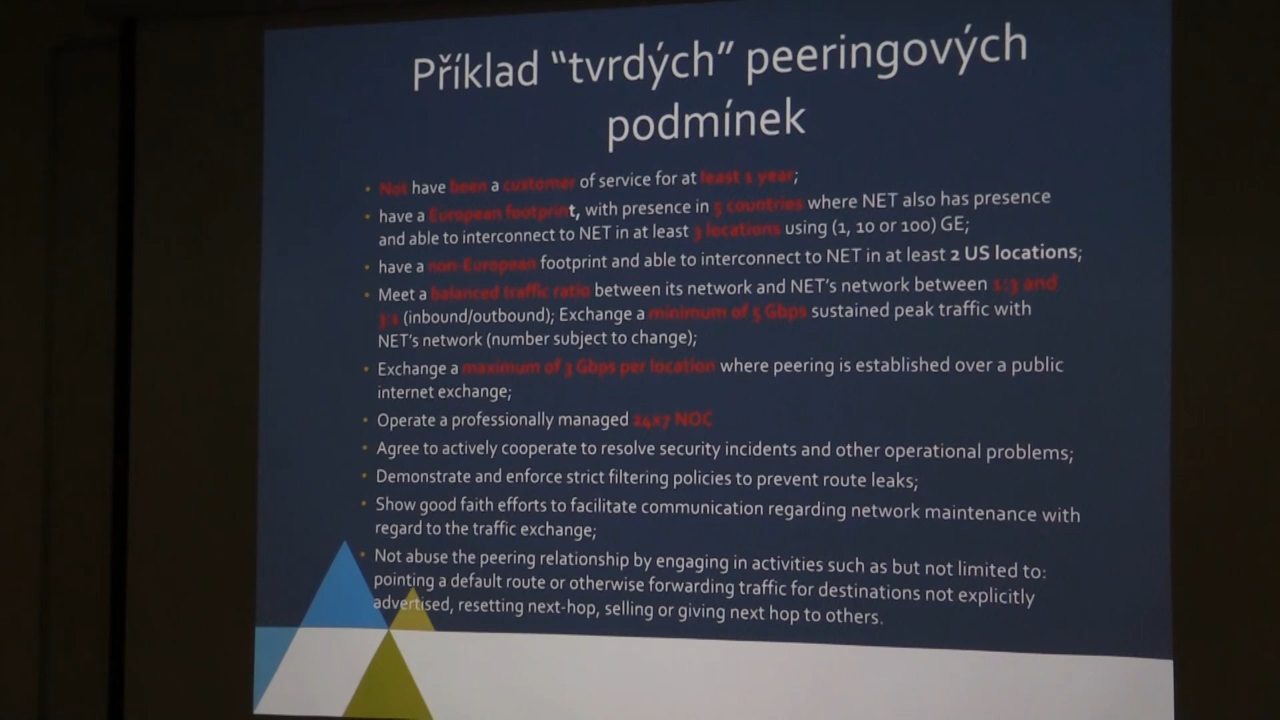 Příklad “tvrdých” peeringových
podmínek
• Not have been a customer of service for at least 1 year;
• have a European footprint, with presence in 5 countries where NET also has presence
and able to interconnect to NET in at least 3 locations using (1, 10 or 100) GE;
• have a non-European footprint and able to interconnect to NET in at least 2 US locations;
• Meet a balanced traffic ratio between its network and NET’s network between 1:3 and
3:1 (inbound/outbound); Exchange a minimum of 5 Gbps sustained peak traffic with
NET’s network (number subject to change);
• Exchange a maximum of 3 Gbps per location where peering is established over a public
internet exchange;
• Operate a professionally managed 24x7 NOC
• Agree to actively cooperate to resolve security incidents and other operational problems;
• Demonstrate and enforce strict filtering policies to prevent route leaks;
• Show good faith efforts to facilitate communication regarding network maintenance with
regard to the traffic exchange;
• Not abuse the peering relationship by engaging in activities such as but not limited to:
pointing a default route or otherwise forwarding traffic for destinations not explicitly
advertised, resetting next-hop, selling or giving next hop to others.